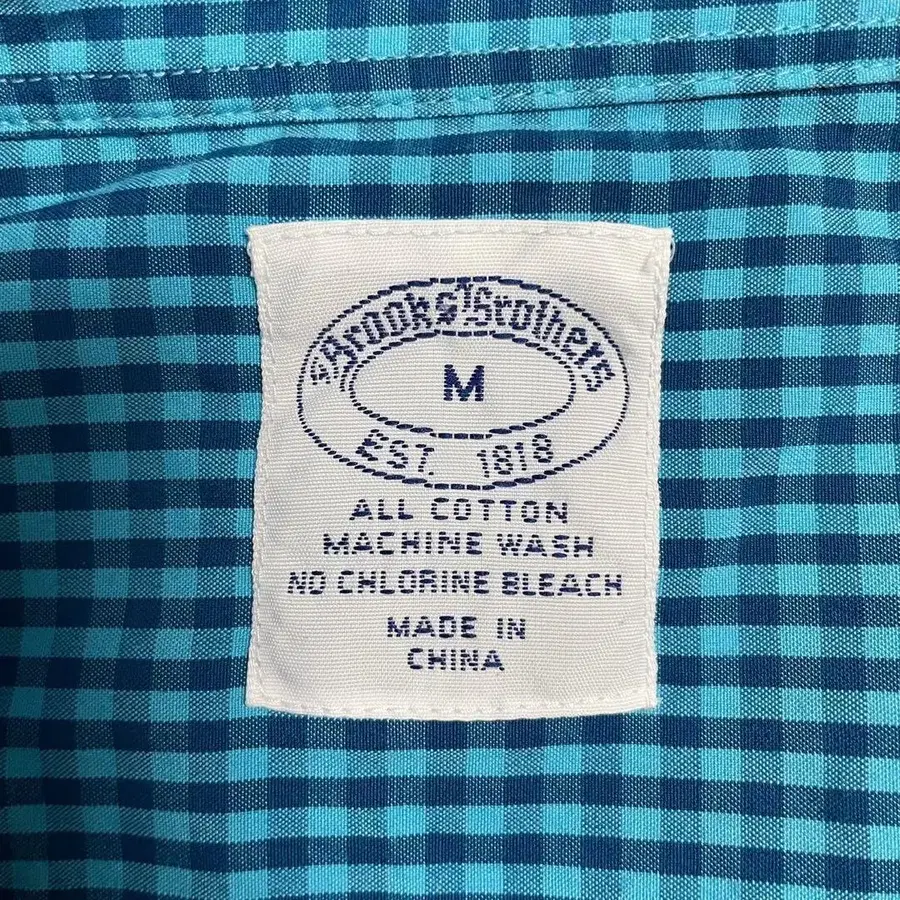 Brooks Brothers
M
EST. 1818
ALL COTTON
MACHINE WASH
NO CHLORINE BLEACH
MADE IN
CHINA